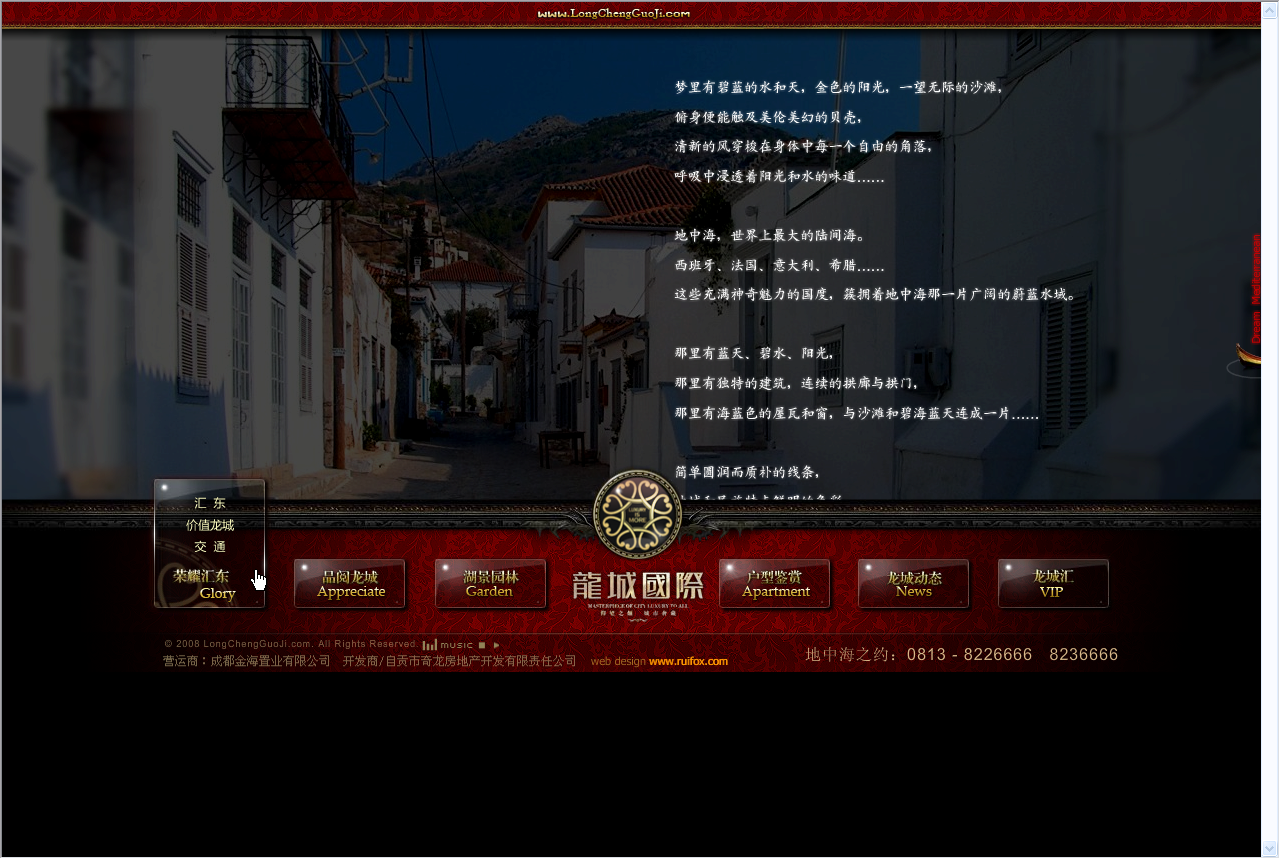 www.LongChengGuoJi.com
梦里有碧蓝的水和天，金色的阳光，一望无际的沙滩，
俯身便能触及美伦美幻的贝壳，
清新的风穿梭在身体中每一个自由的角落，
呼吸中浸透着阳光和水的味道……
地中海，世界上最大的陆间海。
西班牙、法国、意大利、希腊……
这些充满神奇魅力的国度，簇拥着地中海那一片广阔的蔚蓝水域。
那里有蓝天、碧水、阳光，
那里有独特的建筑，连续的拱廊与拱门，
那里有海蓝色的屋瓦和窗，与沙滩和碧海蓝天连成一片……
简单圆润而质朴的线条，
Dream Mediterranean
汇 东
价值龙城
交 通
荣耀汇东
Glory
品阅龙城
Appreciate
湖景园林
Garden
LUXURY IS MORE
龍城國際
MASTERPIECE OF CITY LUXURY TO ALL
户型鉴赏
Apartment
龙城动态
News
龙城汇
VIP
© 2008 LongChengGuoJi.com. All Rights Reserved. MUSIC
营运商：成都金海置业有限公司 开发商/自贡市奇龙房地产开发有限责任公司 web design www.ruifox.com
地中海之约：0813 - 8226666 8236666